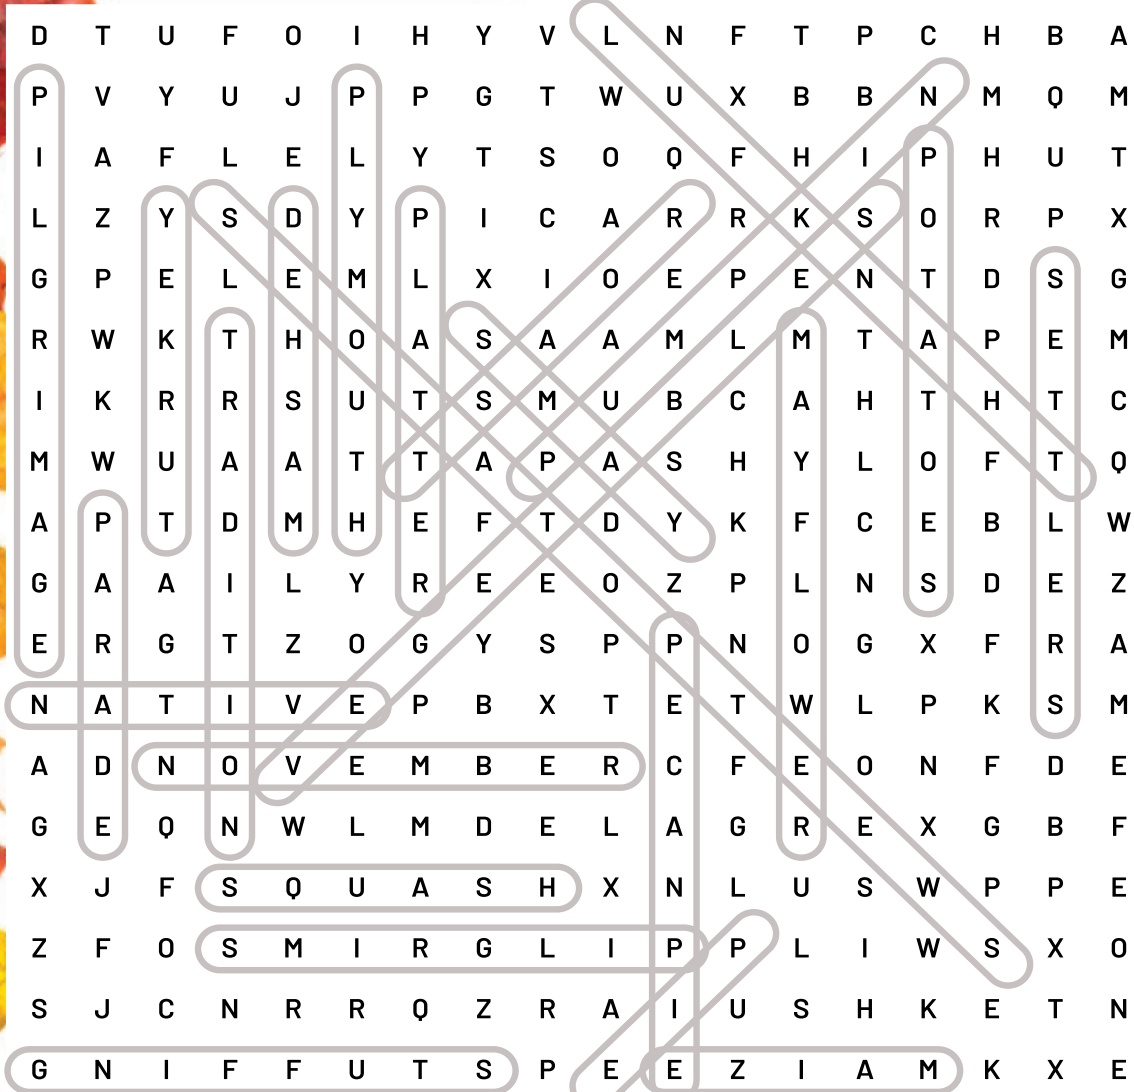 D T U F O I H Y V L N F T P C H B A
P V Y U J P P G T W U X B B N M Q M
I A F L E L Y T S O Q F H I P H U T
L Z Y S D Y P I C A R R K S O R P X
G P E L E M L X I O E P E N T D S G
R W K T H O A S A A M L M T A P E M
I K R R S U T S M U B C A H T H T C
M W U A A T T A P A S H Y L O F T Q
A P T D M H E F T D Y K F C E B L W
G A A I L Y R E E O Z P L N S D E Z
E R G T Z O G Y S P P N O G X F R A
N A T I V E P B X T E T W L P K S M
A D N O V E M B E R C F E O N F D E
G E Q N W L M D E L A G R E X G B F
X J F S Q U A S H X N L U S W P P E
Z F O S M I R G L I P P L I W S X O
S J C N R R Q Z R A I U S H K E T N
G N I F F U T S P E E Z I A M K X E